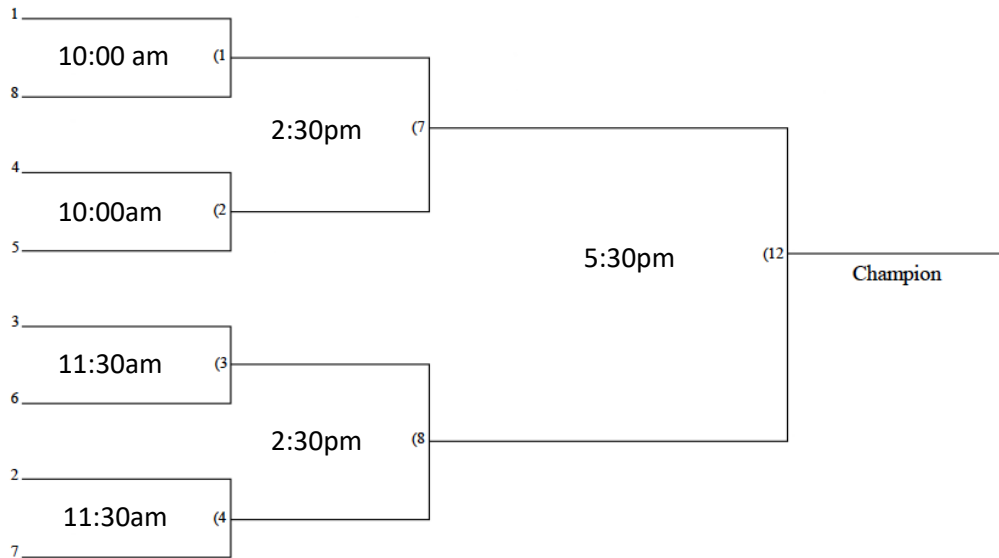 1
10:00 am (1
8
2:30pm (7
4
10:00am (2
5
5:30pm (12
Champion
3
11:30am (3
6
2:30pm (8
2
11:30am (4
7